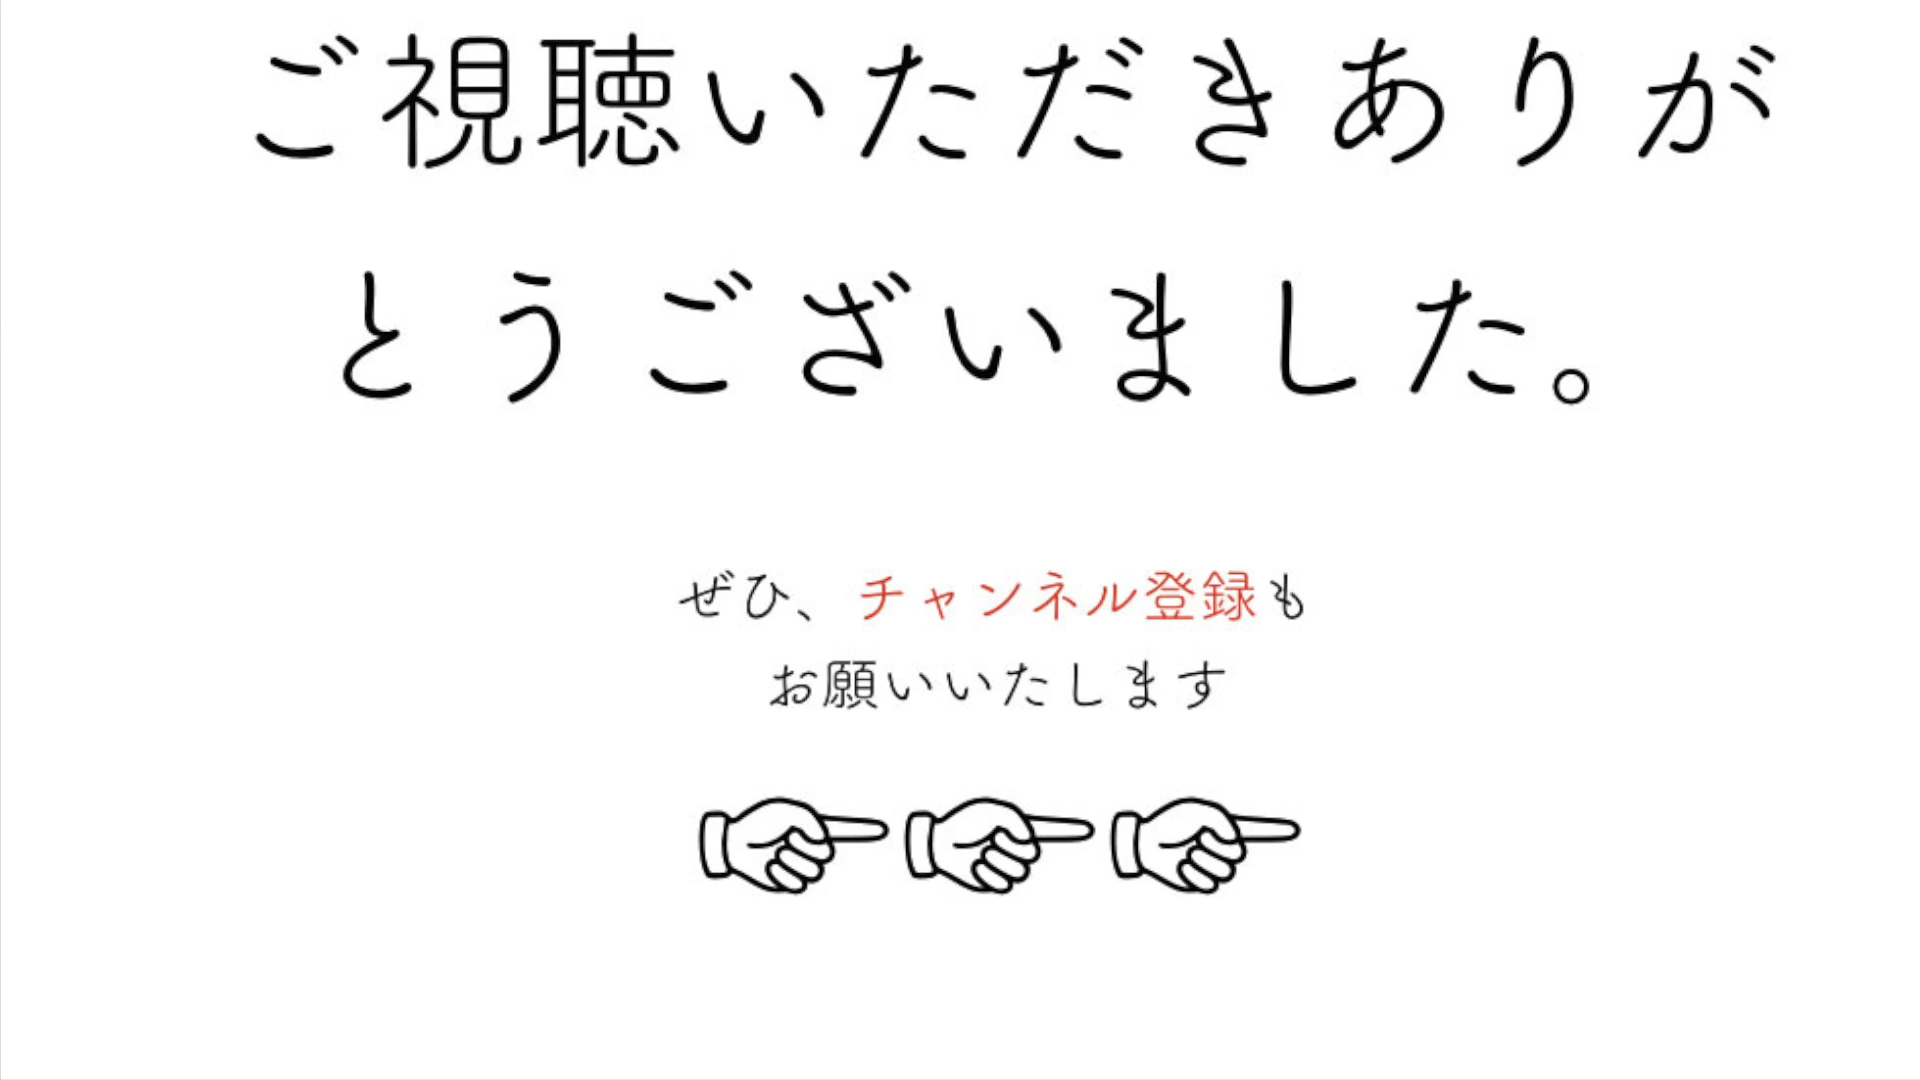 ご視聴いただきありが
とうございました。
ぜひ、チャンネル登録も
お願いいたします